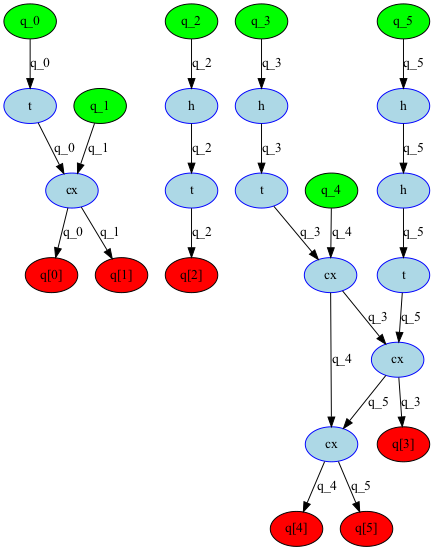 q_0 q_2 q_3 q_5
q_0 q_2 q_3 q_5
t q_1 h h h
q_0 q_1 q_2 q_3 q_5
cx t t q_4 h
q_0 q_1 q_2 q_3 q_4 q_5
q[0] q[1] q[2] cx t
q_3 q_5
q_4 cx
q_5 q_3
cx q[3]
q_4 q_5
q[4] q[5]